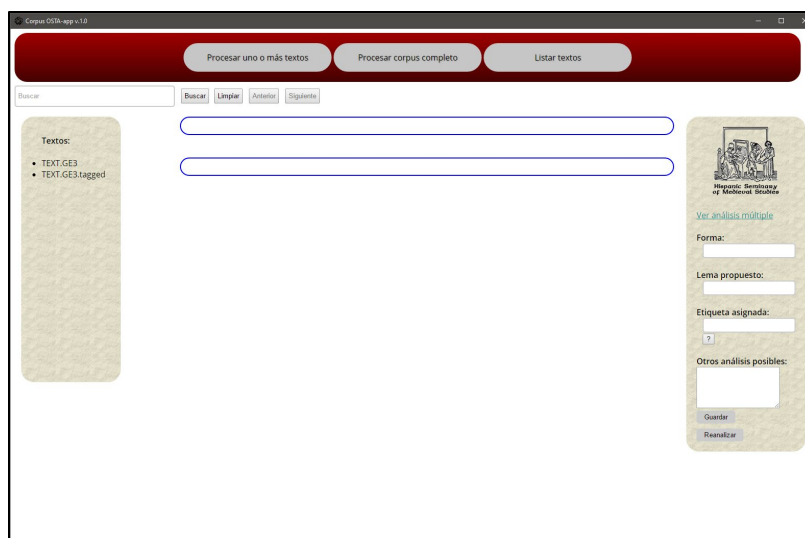 Corpus OSTA-app v.1.0
Procesar uno o más textos
Procesar corpus completo
Listar textos
Buscar
Buscar
Limpiar
Anterior
Siguiente
Textos:
TEXT.GE3
TEXT.GE3.tagged
Hispanic Seminary
of Medieval Studies
Ver análisis múltiple
Forma:
Lema propuesto:
Etiqueta asignada:
?
Otros análisis posibles:
Guardar
Reanalizar